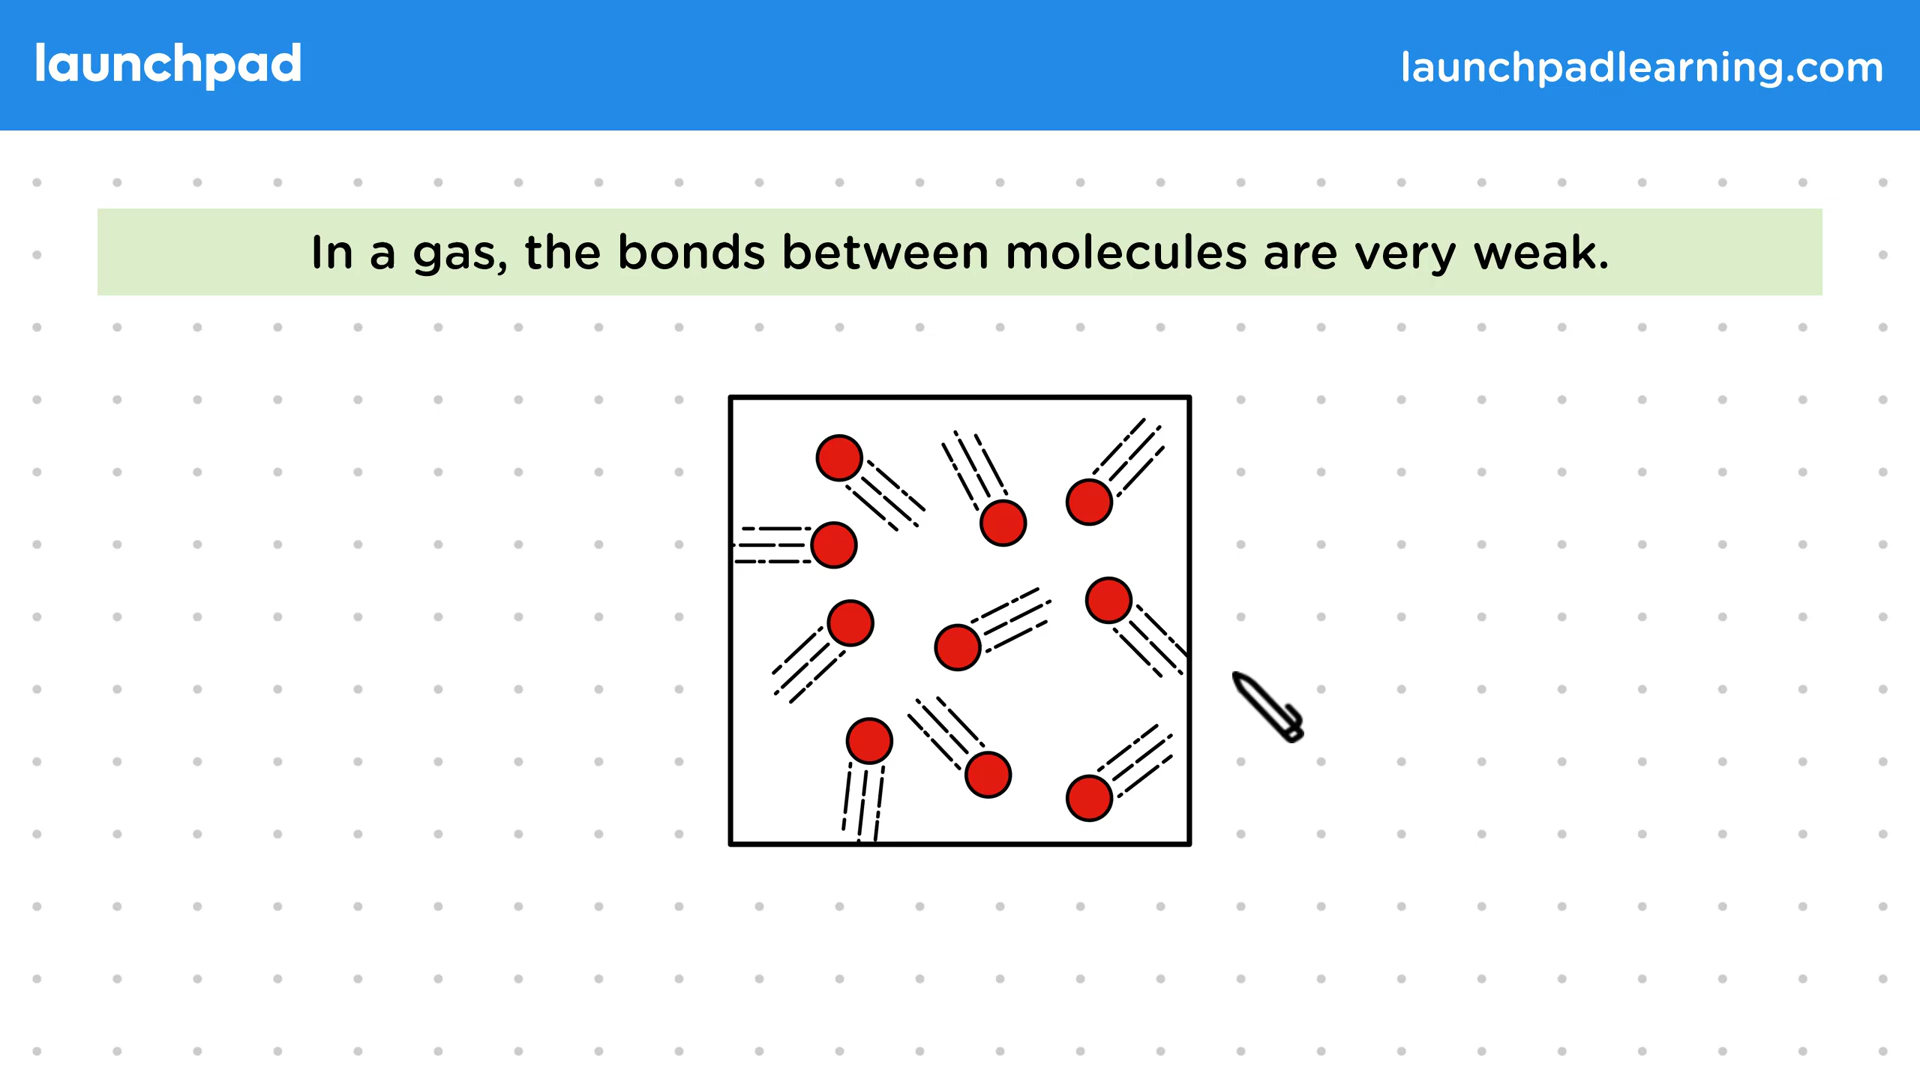 launchpad
launchpadlearning.com
In a gas, the bonds between molecules are very weak.